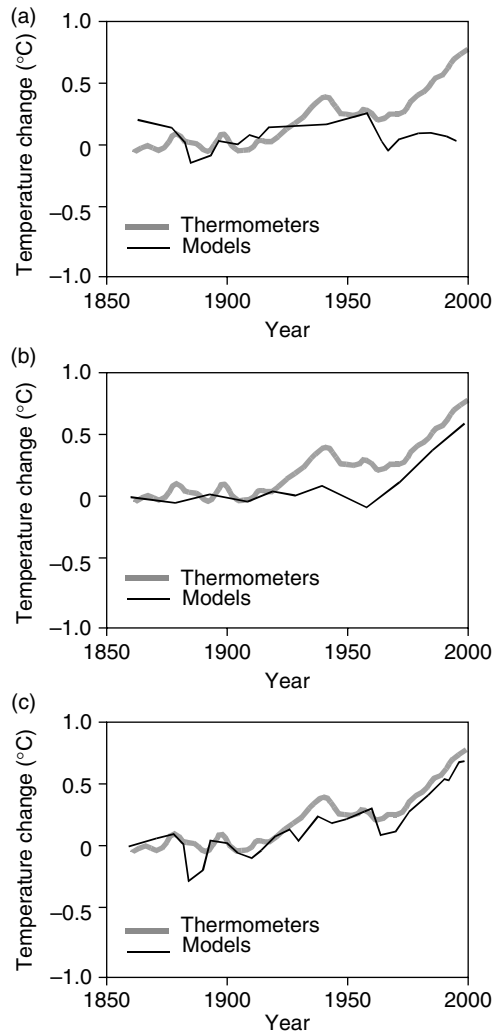 (a)
Temperature change (°C)
1.0
0.5
0
−0.5
−1.0
Thermometers
Models
1850 1900 1950 2000
Year
(b)
Temperature change (°C)
1.0
0.5
0
−0.5
−1.0
Thermometers
Models
1850 1900 1950 2000
Year
(c)
Temperature change (°C)
1.0
0.5
0
−0.5
−1.0
Thermometers
Models
1850 1900 1950 2000
Year